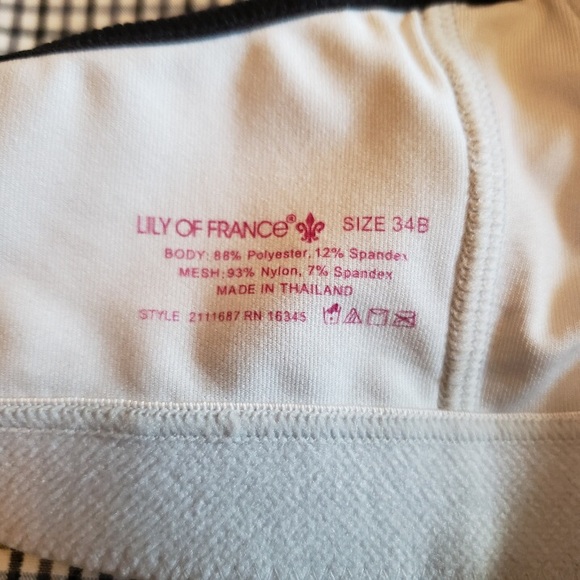 LILY OF FRANCE® SIZE 34B
BODY: 88% Polyester, 12% Spandex
MESH: 93% Nylon, 7% Spandex
MADE IN THAILAND
STYLE 2111687 RN 16345